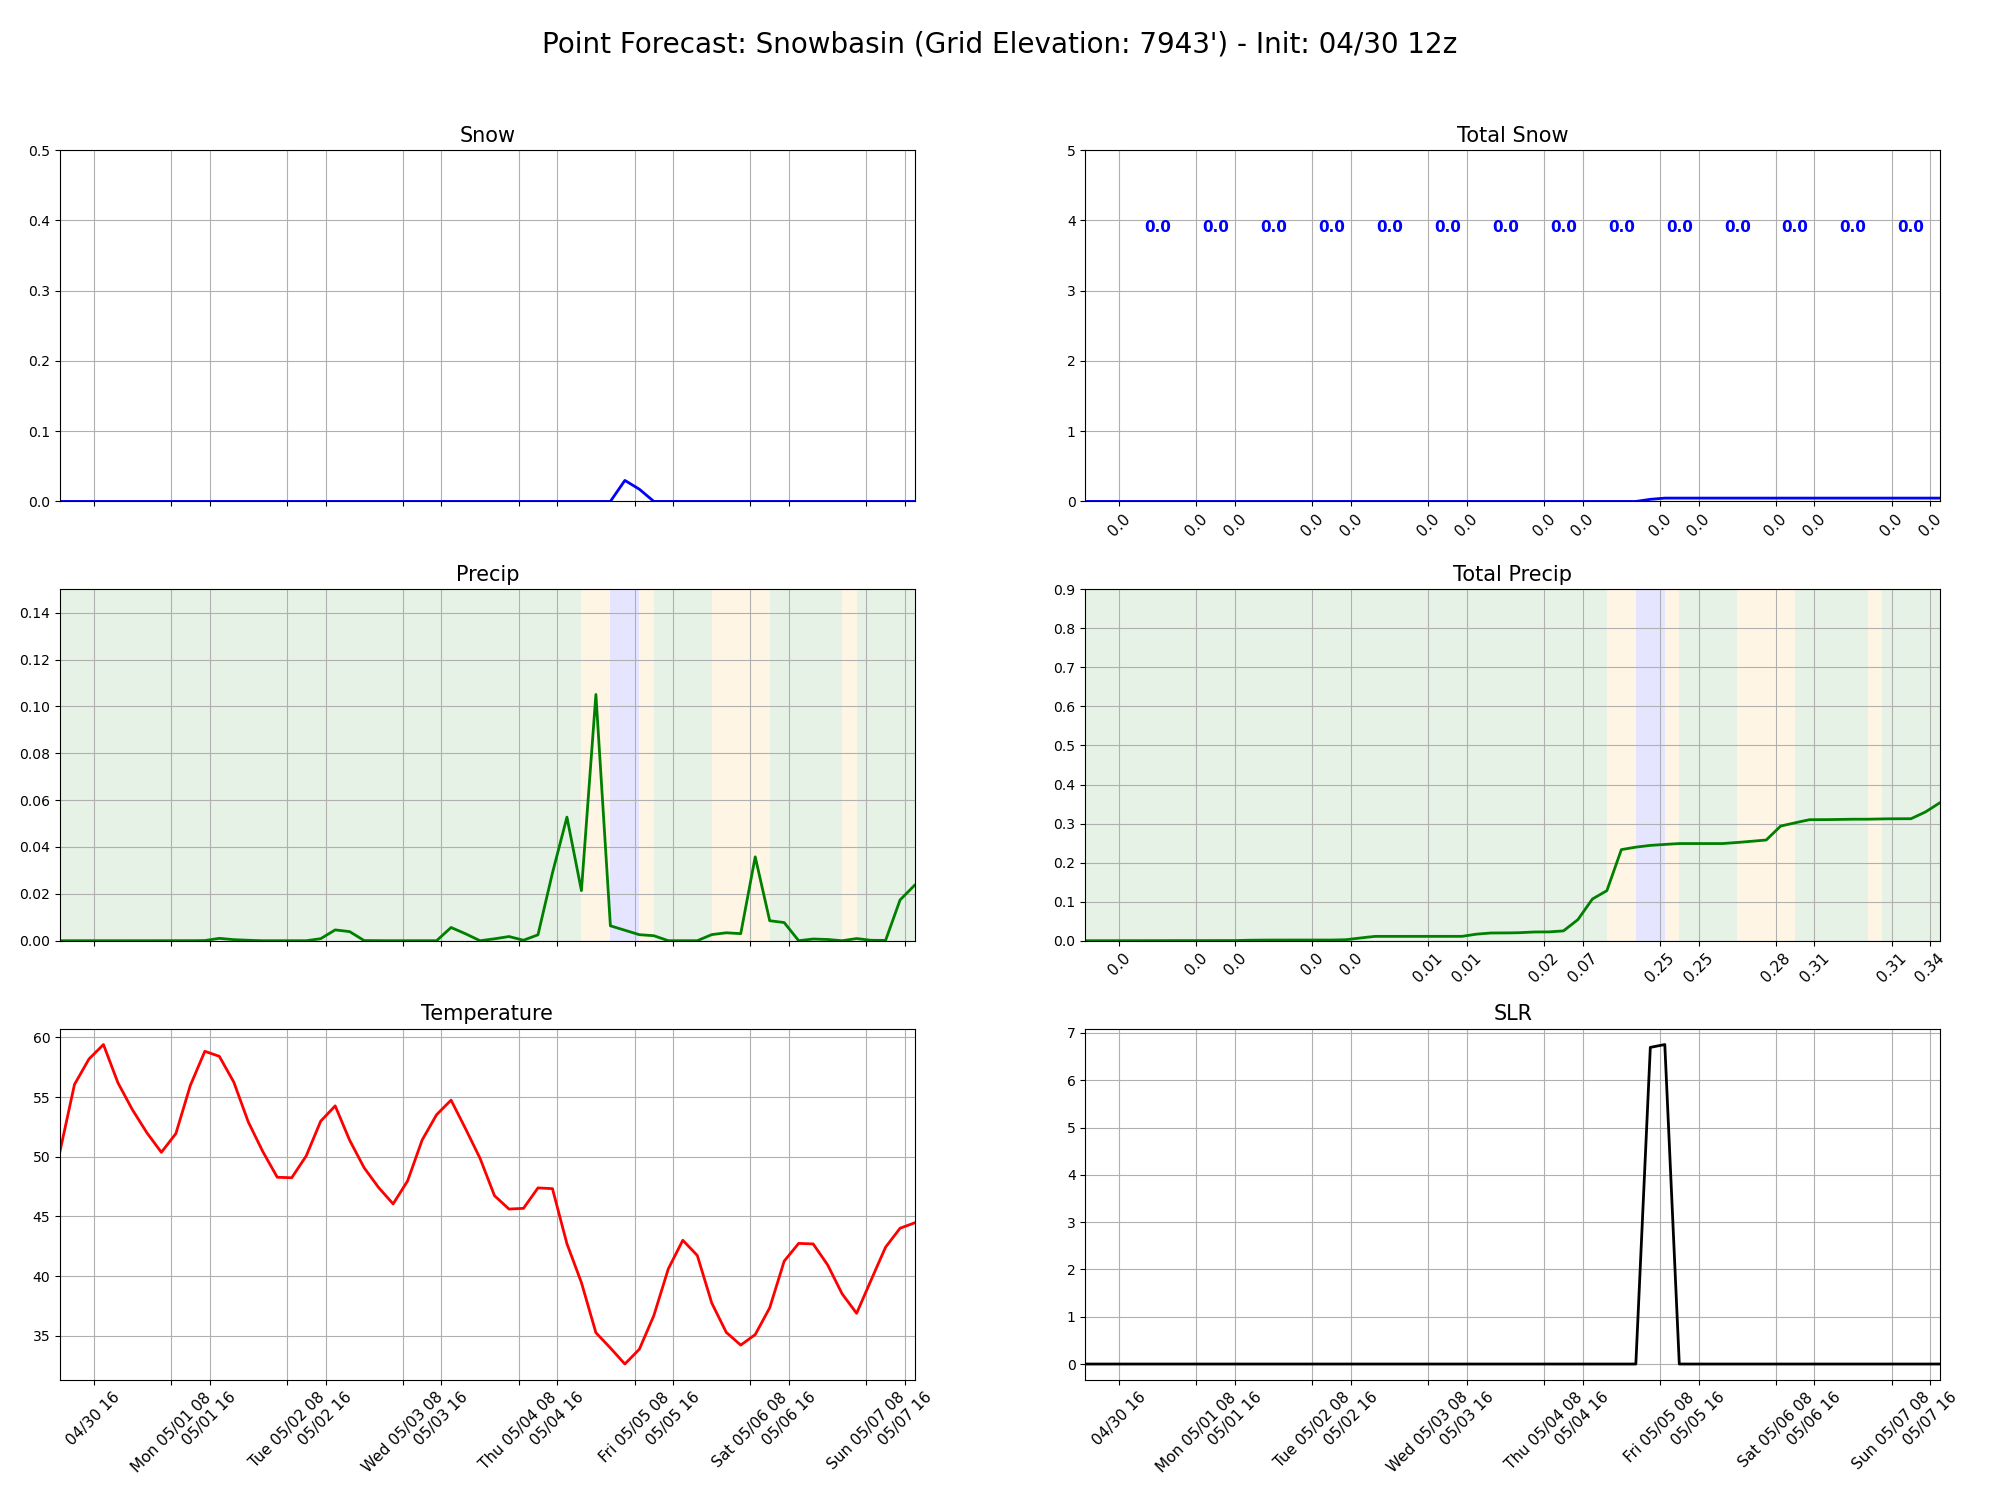 Point Forecast: Snowbasin (Grid Elevation: 7943') - Init: 04/30 12z
Snow
0.5
0.4
0.3
0.2
0.1
0.0
Total Snow
5
4
3
2
1
0
0.0 0.0 0.0 0.0 0.0 0.0 0.0 0.0 0.0 0.0 0.0 0.0 0.0 0.0
0.0 0.0 0.0 0.0 0.0 0.0 0.0 0.0 0.0 0.0 0.0 0.0 0.0 0.0 0.0
Precip
0.14
0.12
0.10
0.08
0.06
0.04
0.02
0.00
Total Precip
0.9
0.8
0.7
0.6
0.5
0.4
0.3
0.2
0.1
0.0
0.0 0.0 0.0 0.0 0.0 0.01 0.01 0.02 0.07 0.25 0.25 0.28 0.31 0.31 0.34
Temperature
60
55
50
45
40
35
04/30 16
Mon 05/01 08
05/01 16
Tue 05/02 08
05/02 16
Wed 05/03 08
05/03 16
Thu 05/04 08
05/04 16
Fri 05/05 08
05/05 16
Sat 05/06 08
05/06 16
Sun 05/07 08
05/07 16
SLR
7
6
5
4
3
2
1
0
04/30 16
Mon 05/01 08
05/01 16
Tue 05/02 08
05/02 16
Wed 05/03 08
05/03 16
Thu 05/04 08
05/04 16
Fri 05/05 08
05/05 16
Sat 05/06 08
05/06 16
Sun 05/07 08
05/07 16